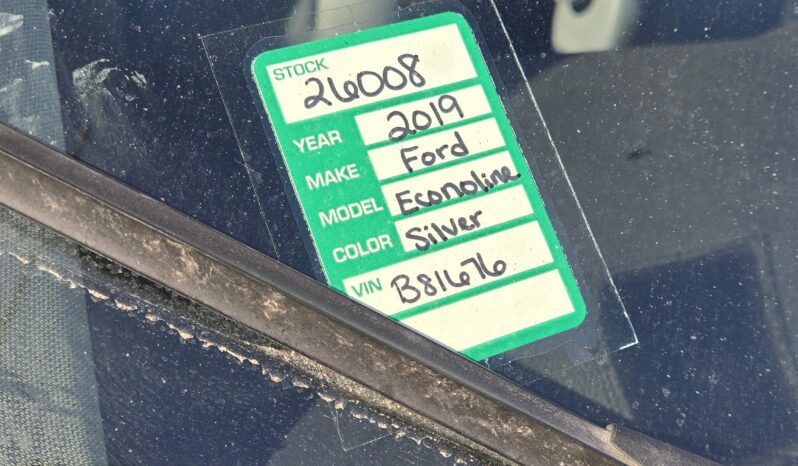 STOCK
26008
YEAR 2019
MAKE Ford
MODEL Econoline
COLOR Silver
VIN B81676